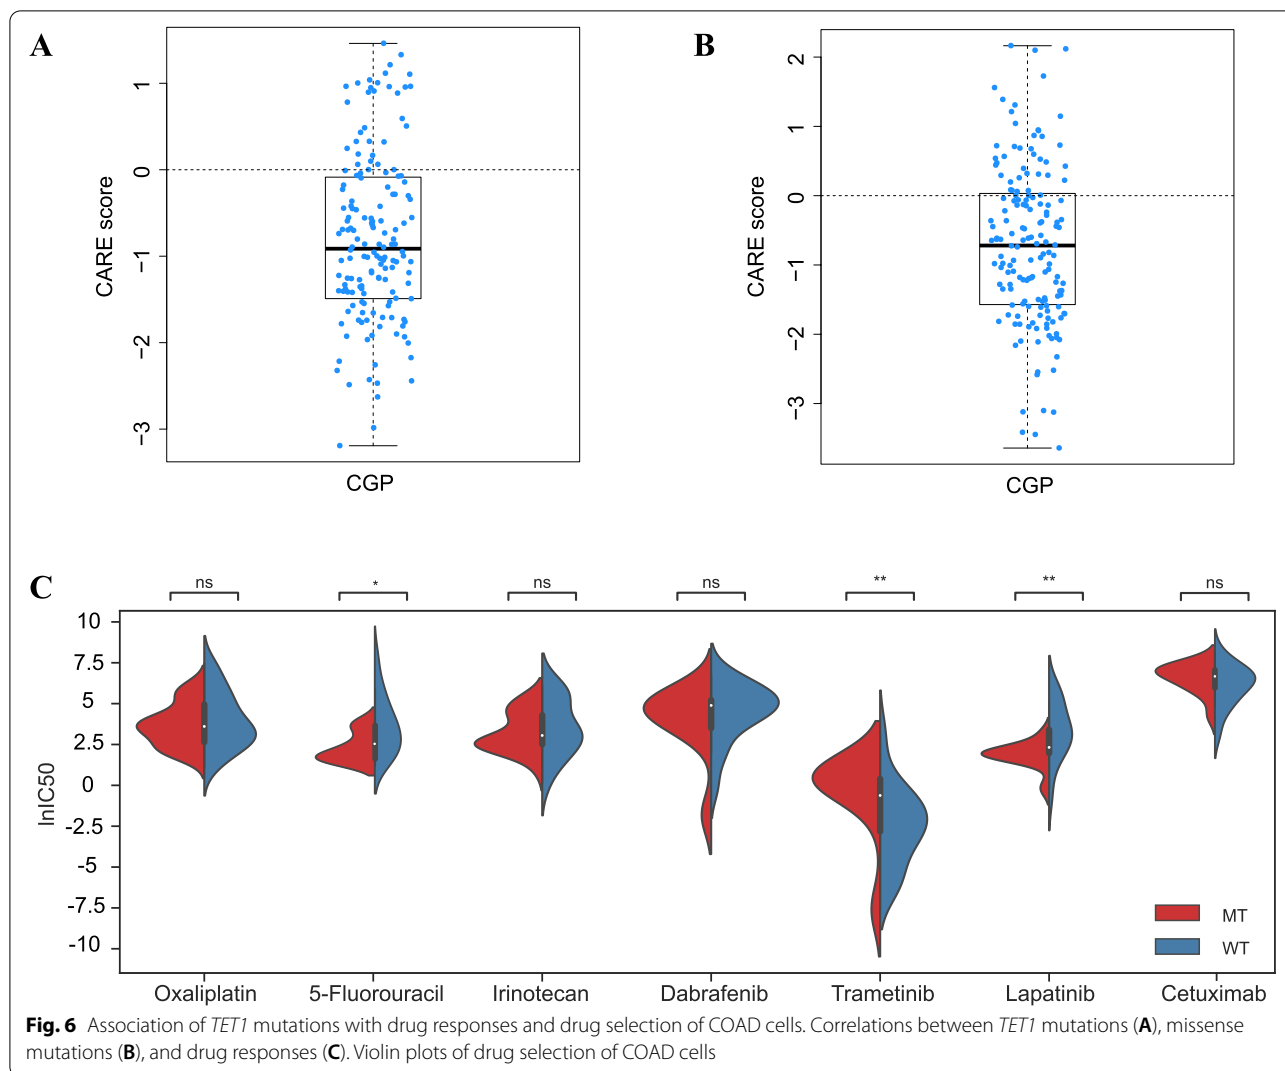 A
B
CARE score
1
0
−1
−2
−3
CGP
CARE score
2
1
0
−1
−2
−3
CGP
C
ns
*
ns
ns
**
**
ns
lnIC50
10
7.5
5
2.5
0
-2.5
-5
-7.5
-10
MT
WT
Oxaliplatin
5-Fluorouracil
Irinotecan
Dabrafenib
Trametinib
Lapatinib
Cetuximab
Fig. 6 Association of TET1 mutations with drug responses and drug selection of COAD cells. Correlations between TET1 mutations (A), missense
mutations (B), and drug responses (C). Violin plots of drug selection of COAD cells